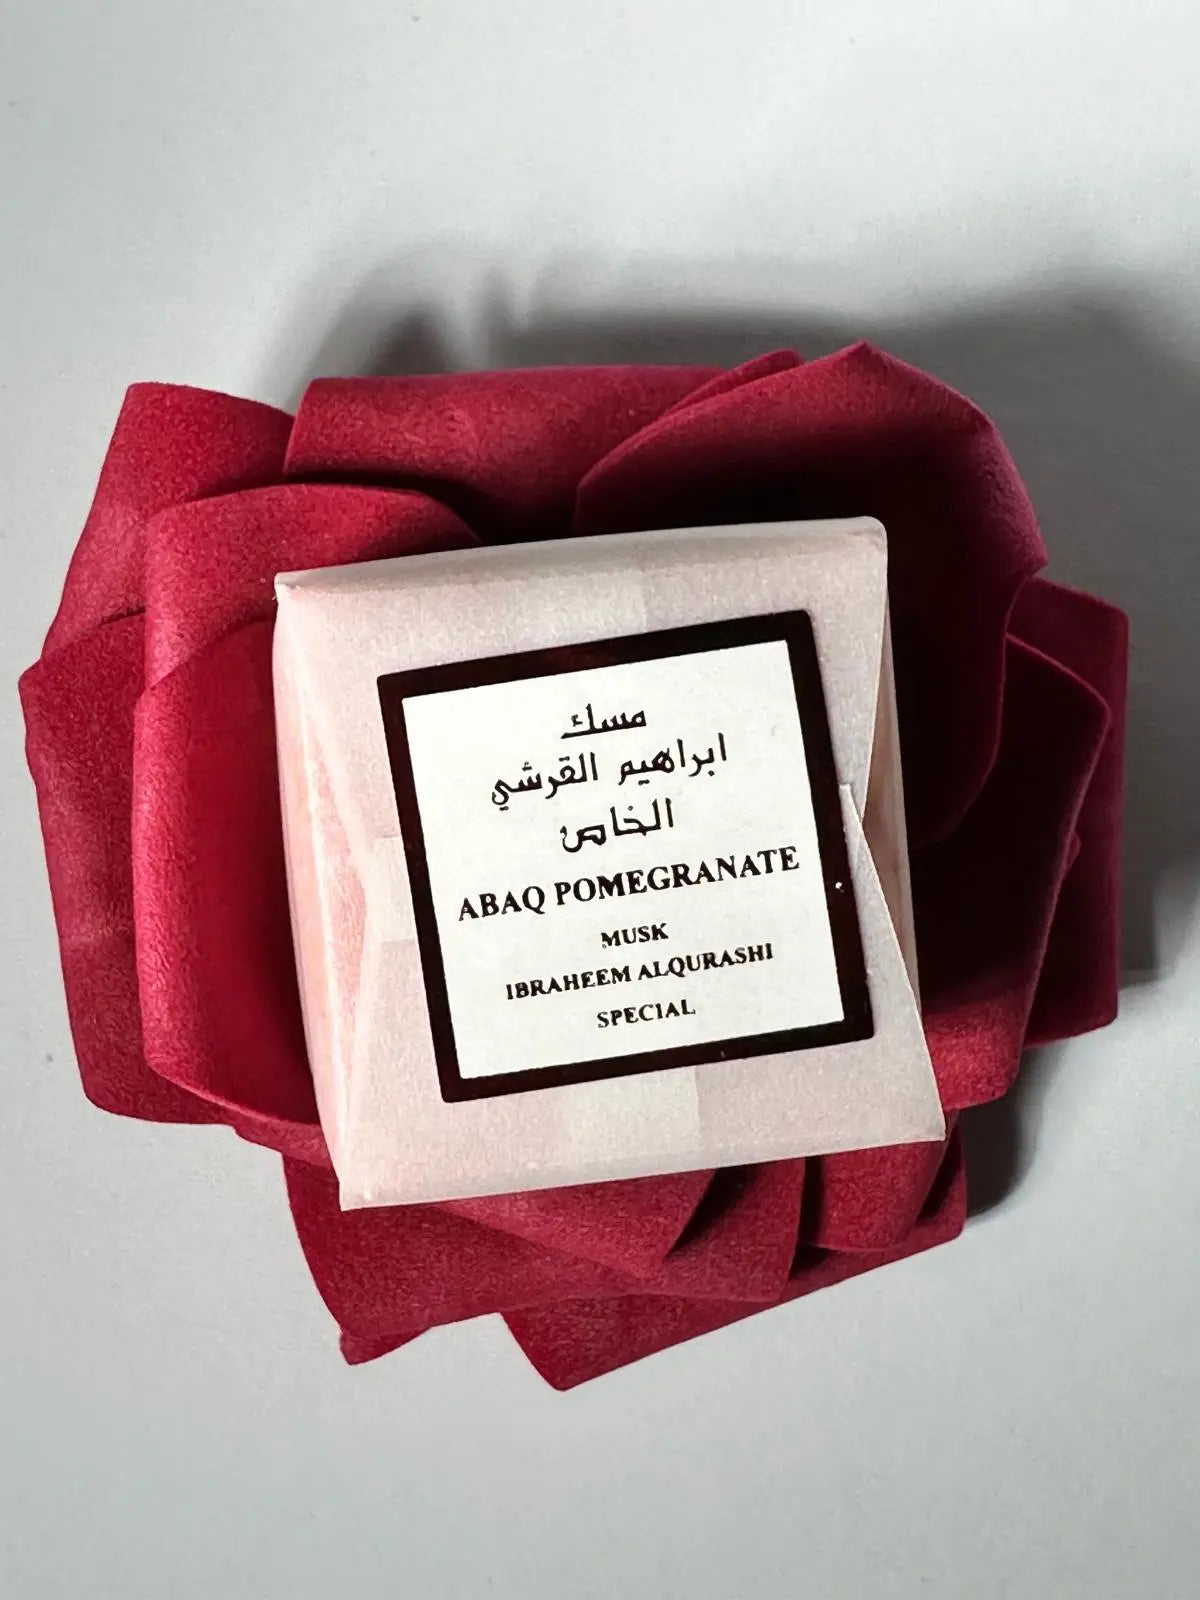 مسك
ابراهيم القرشي
الخاص
ABAQ POMEGRANATE
MUSK
IBRAHEEM ALQURASHI
SPECIAL